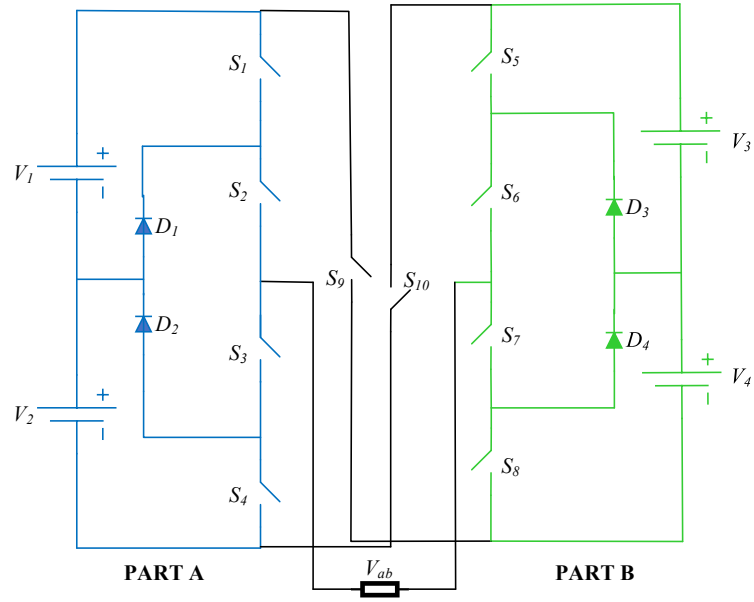 S1
S5
+
V1
I
+
V3
I
S2
S6
D1
D3
S9
S10
D2
S3
S7
D4
+
V2
I
+
V4
I
S4
S8
PART A
Vab
PART B